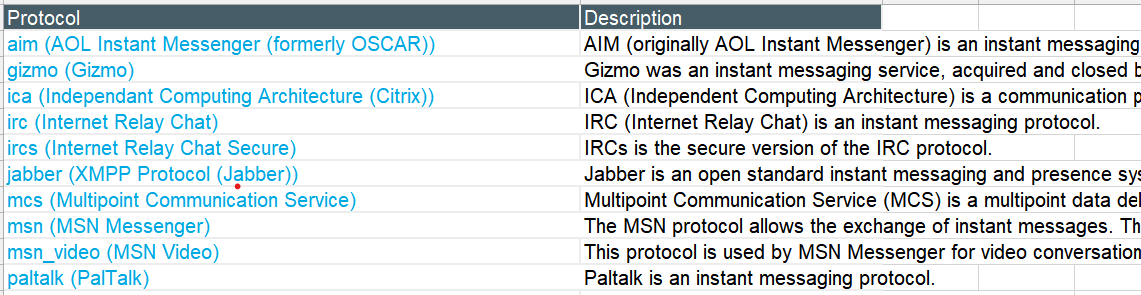 Protocol Description
aim (AOL Instant Messenger (formerly OSCAR)) AIM (originally AOL Instant Messenger) is an instant messaging
gizmo (Gizmo) Gizmo was an instant messaging service, acquired and closed b
ica (Independant Computing Architecture (Citrix)) ICA (Independent Computing Architecture) is a communication p
irc (Internet Relay Chat) IRC (Internet Relay Chat) is an instant messaging protocol.
ircs (Internet Relay Chat Secure) IRCs is the secure version of the IRC protocol.
jabber (XMPP Protocol (Jabber)) Jabber is an open standard instant messaging and presence sys
mcs (Multipoint Communication Service) Multipoint Communication Service (MCS) is a multipoint data del
msn (MSN Messenger) The MSN protocol allows the exchange of instant messages. Th
msn_video (MSN Video) This protocol is used by MSN Messenger for video conversation
paltalk (PalTalk) Paltalk is an instant messaging protocol.